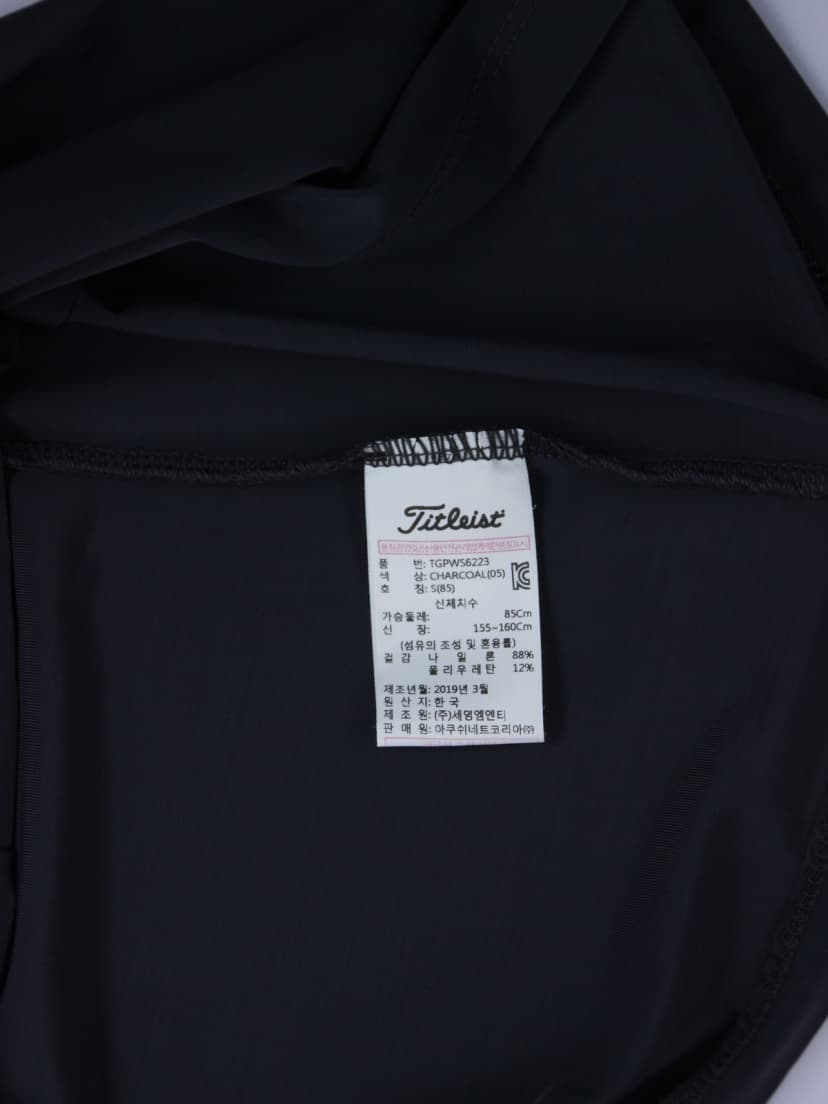 Titleist
품 번: TGPWS6223
색 상: CHARCOAL(05)
호 칭: S(85)
신체치수
가슴둘레: 85Cm
신 장: 155~160Cm
(섬유의 조성 및 혼용률)
겉감 나 일 론 88%
폴리우레탄 12%
제조년월: 2019년 3월
원 산 지: 한 국
제 조 원: (주)세영엠엔티
판 매 원: 아쿠쉬네트코리아㈜